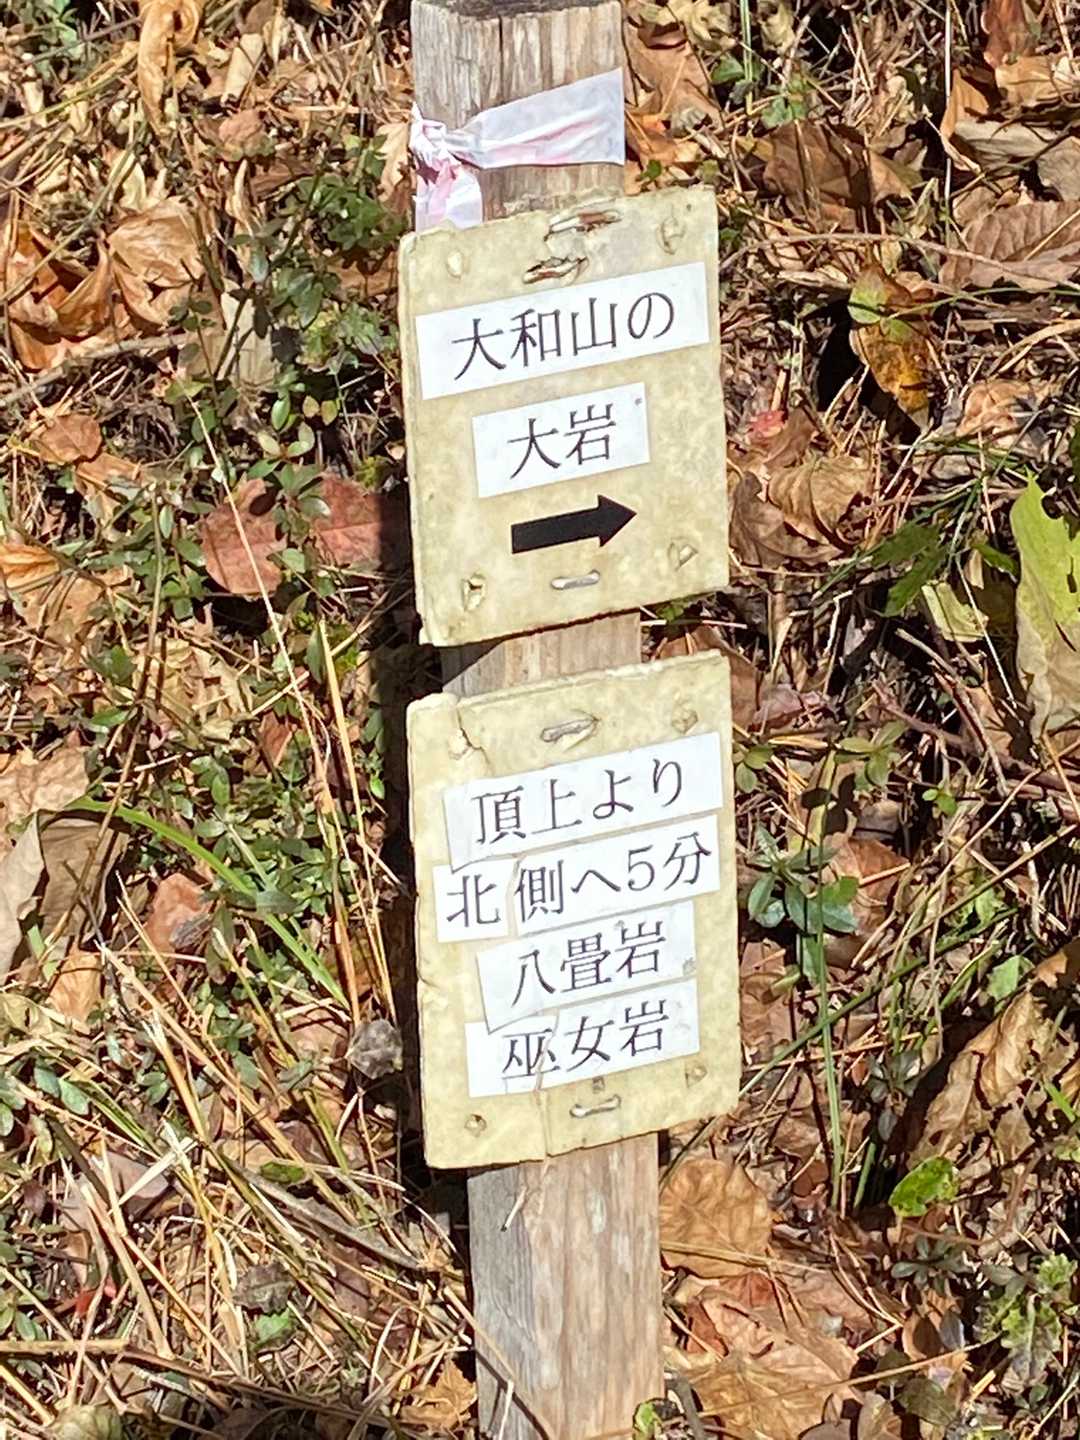 大和山の
大岩
→
頂上より
北側へ5分
八畳岩
巫女岩